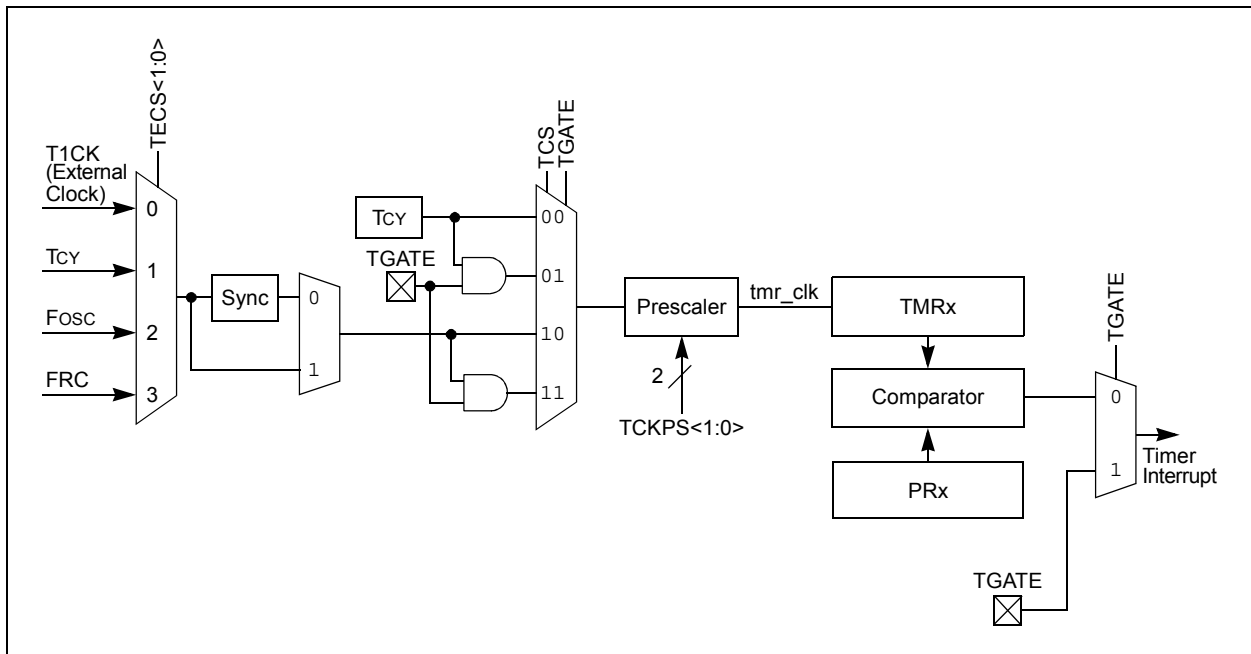 TECS<1:0>
T1CK
(External
Clock)
0
TCY
1
FOSC
2
FRC
3
Sync
0
1
TCY
TGATE
TCS
TGATE
00
01
10
11
Prescaler
2
TCKPS<1:0>
tmr_clk
TMRx
Comparator
PRx
TGATE
0
1
Timer
Interrupt
TGATE